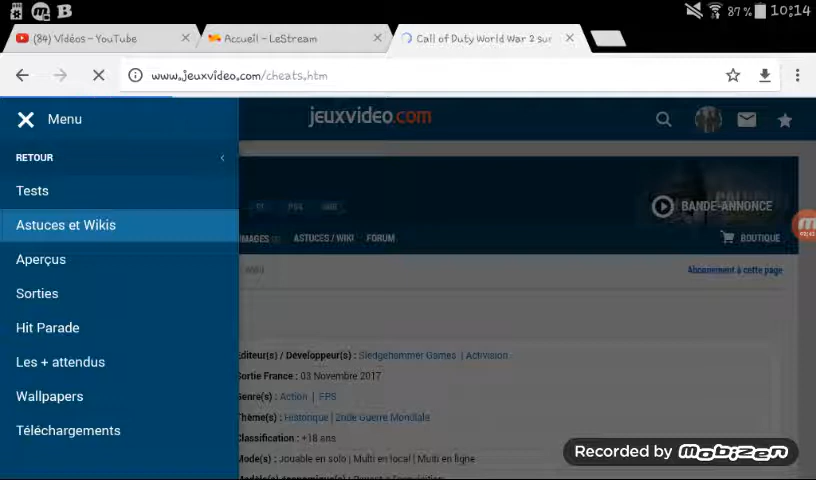 87% 10:14
(84) Vidéos - YouTube
Accueil - LeStream
Call of Duty World War 2 sur
www.jeuxvideo.com/cheats.htm
Menu
jeuxvideo.com
RETOUR
Tests
PC PS4 ONE
BANDE-ANNONCE
Astuces et Wikis
IMAGES
ASTUCES / WIKI
FORUM
BOUTIQUE
Aperçus
Abonnement à cette page
Sorties
Hit Parade
Les + attendus
Editeur(s) / Développeur(s) : Sledgehammer Games | Activision
Sortie France : 03 Novembre 2017
Wallpapers
Genre(s) : Action | FPS
Thème(s) : Historique | 2nde Guerre Mondiale
Téléchargements
Classification : +18 ans
Mode(s) : Jouable en solo | Multi en local | Multi en ligne
Recorded by MOBIZEN